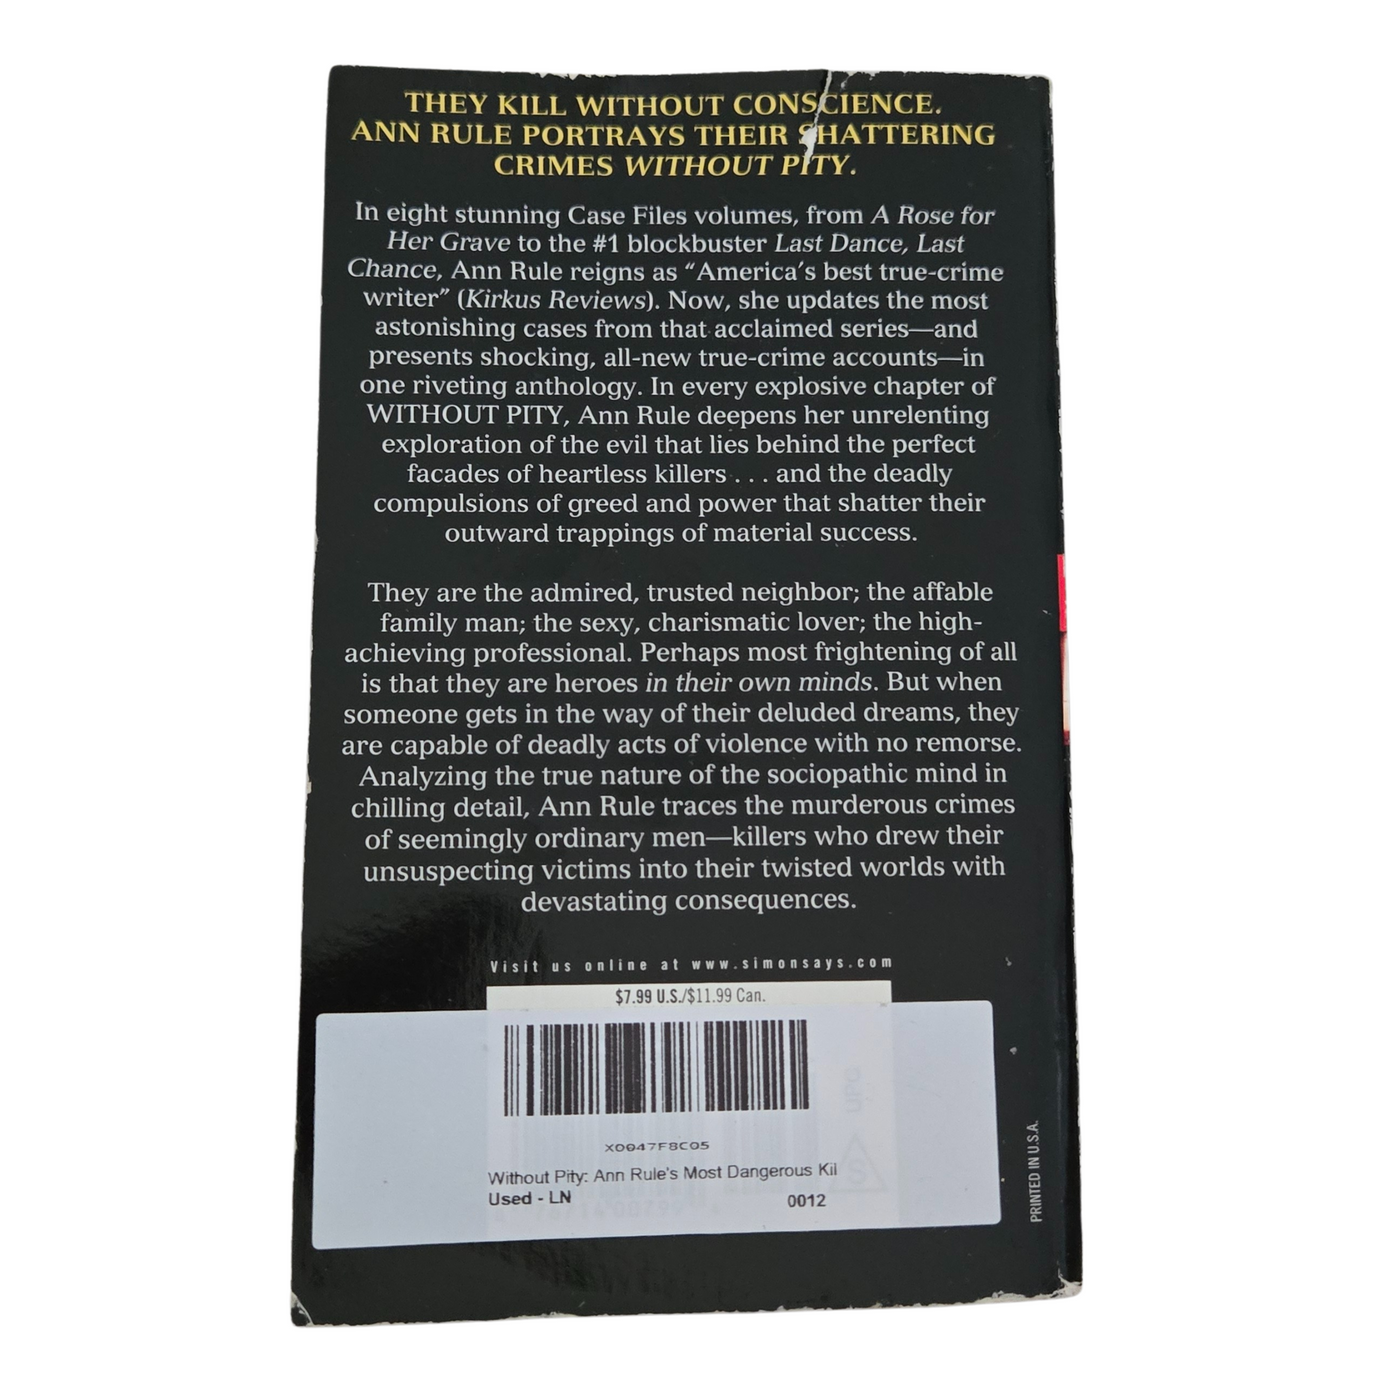 THEY KILL WITHOUT CONSCIENCE.
ANN RULE PORTRAYS THEIR SHATTERING
CRIMES WITHOUT PITY.
In eight stunning Case Files volumes, from A Rose for
Her Grave to the #1 blockbuster Last Dance, Last
Chance, Ann Rule reigns as “America’s best true-crime
writer” (Kirkus Reviews). Now, she updates the most
astonishing cases from that acclaimed series—and
presents shocking, all-new true-crime accounts—in
one riveting anthology. In every explosive chapter of
WITHOUT PITY, Ann Rule deepens her unrelenting
exploration of the evil that lies behind the perfect
facades of heartless killers . . . and the deadly
compulsions of greed and power that shatter their
outward trappings of material success.
They are the admired, trusted neighbor; the affable
family man; the sexy, charismatic lover; the high-
achieving professional. Perhaps most frightening of all
is that they are heroes in their own minds. But when
someone gets in the way of their deluded dreams, they
are capable of deadly acts of violence with no remorse.
Analyzing the true nature of the sociopathic mind in
chilling detail, Ann Rule traces the murderous crimes
of seemingly ordinary men—killers who drew their
unsuspecting victims into their twisted worlds with
devastating consequences.
Visit us online at www.simonsays.com
$7.99 U.S./$11.99 Can.
X0047F8C05
Without Pity: Ann Rule's Most Dangerous Kil
Used - LN 0012
PRINTED IN U.S.A.